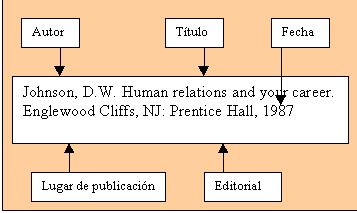 Autor
Título
Fecha
Johnson, D.W. Human relations and your career.
Englewood Cliffs, NJ: Prentice Hall, 1987
Lugar de publicación
Editorial